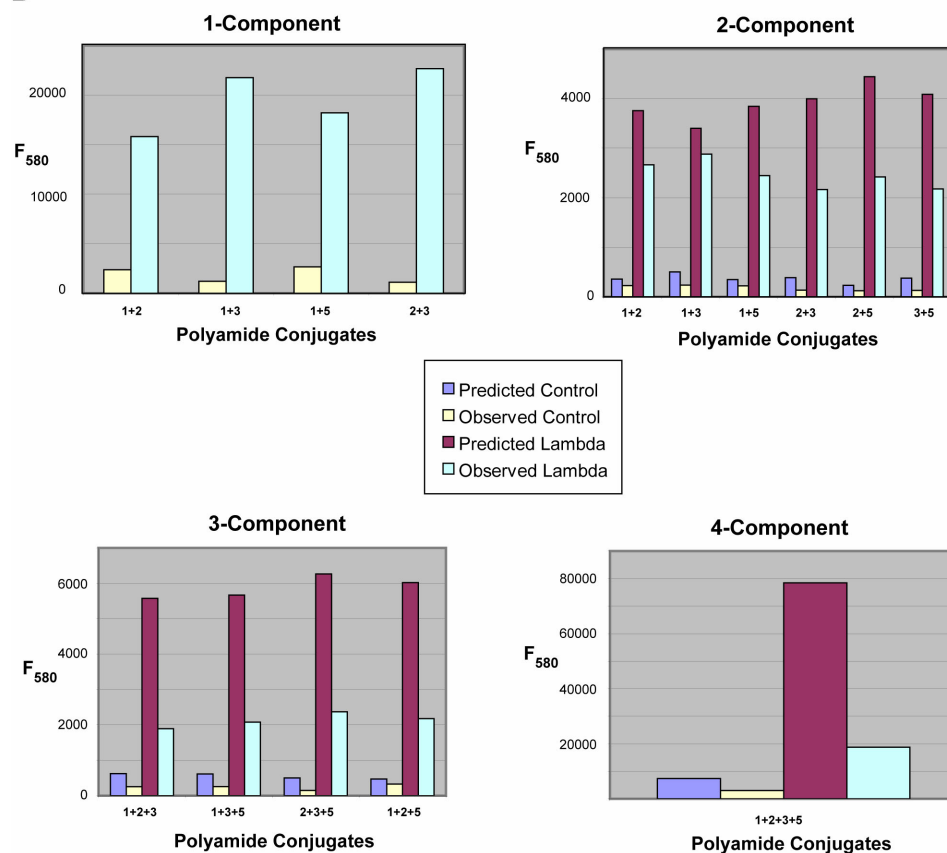 1-Component
20000
F580
10000
0
1+2 1+3 1+5 2+3
Polyamide Conjugates
2-Component
4000
F580
2000
0
1+2 1+3 1+5 2+3 2+5 3+5
Polyamide Conjugates
Predicted Control
Observed Control
Predicted Lambda
Observed Lambda
3-Component
6000
4000
F580
2000
0
1+2+3 1+3+5 2+3+5 1+2+5
Polyamide Conjugates
4-Component
80000
60000
F580
40000
20000
1+2+3+5
Polyamide Conjugates